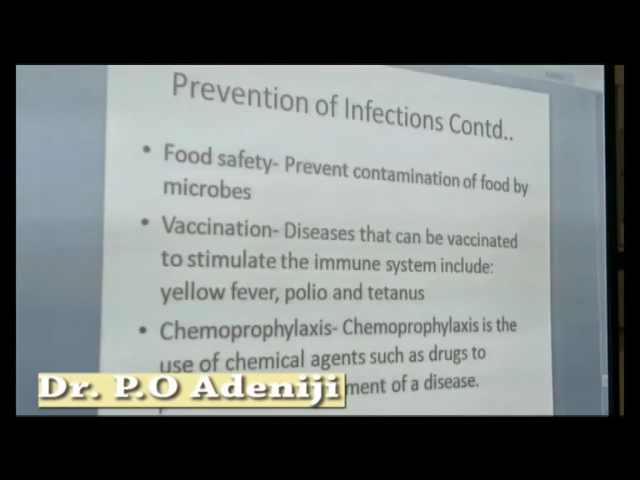 Prevention of Infections Contd..
• Food safety- Prevent contamination of food by
microbes
• Vaccination- Diseases that can be vaccinated
to stimulate the immune system include:
yellow fever, polio and tetanus
• Chemoprophylaxis- Chemoprophylaxis is the
use of chemical agents such as drugs to
ment of a disease.
Dr. P.O Adeniji